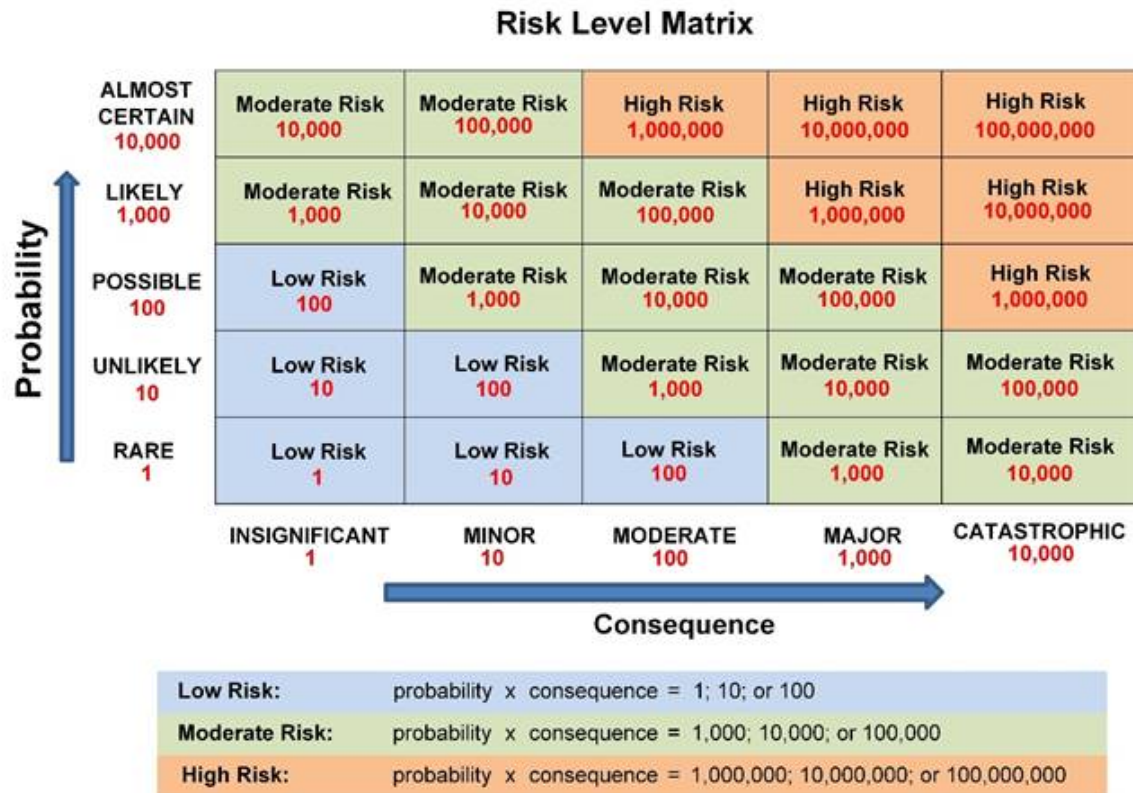 Risk Level Matrix
ALMOST
CERTAIN
10,000
Moderate Risk
10,000
Moderate Risk
100,000
High Risk
1,000,000
High Risk
10,000,000
High Risk
100,000,000
LIKELY
1,000
Moderate Risk
1,000
Moderate Risk
10,000
Moderate Risk
100,000
High Risk
1,000,000
High Risk
10,000,000
Probability
POSSIBLE
100
Low Risk
100
Moderate Risk
1,000
Moderate Risk
10,000
Moderate Risk
100,000
High Risk
1,000,000
UNLIKELY
10
Low Risk
10
Low Risk
100
Moderate Risk
1,000
Moderate Risk
10,000
Moderate Risk
100,000
RARE
1
Low Risk
1
Low Risk
10
Low Risk
100
Moderate Risk
1,000
Moderate Risk
10,000
INSIGNIFICANT
1
MINOR
10
MODERATE
100
MAJOR
1,000
CATASTROPHIC
10,000
Consequence
Low Risk: probability x consequence = 1; 10; or 100
Moderate Risk: probability x consequence = 1,000; 10,000; or 100,000
High Risk: probability x consequence = 1,000,000; 10,000,000; or 100,000,000